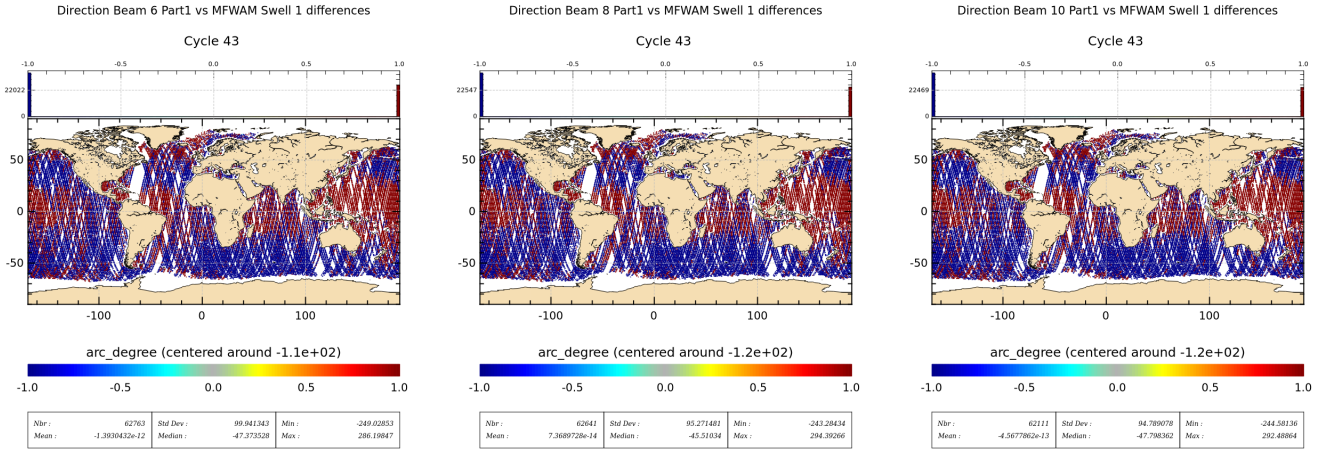 Direction Beam 6 Part1 vs MFWAM Swell 1 differences
Cycle 43
-1.0 -0.5 0.0 0.5 1.0
22022
0
50
0
-50
-100 0 100
arc_degree (centered around -1.1e+02)
-1.0 -0.5 0.0 0.5 1.0
Nbr : 62763 Std Dev : 99.941343 Min : -249.02853
Mean : -1.3930432e-12 Median : -47.373528 Max : 286.19847
Direction Beam 8 Part1 vs MFWAM Swell 1 differences
Cycle 43
-1.0 -0.5 0.0 0.5 1.0
22547
0
50
0
-50
-100 0 100
arc_degree (centered around -1.2e+02)
-1.0 -0.5 0.0 0.5 1.0
Nbr : 62641 Std Dev : 95.271481 Min : -243.28434
Mean : 7.3689728e-14 Median : -45.51034 Max : 294.39266
Direction Beam 10 Part1 vs MFWAM Swell 1 differences
Cycle 43
-1.0 -0.5 0.0 0.5 1.0
22469
0
50
0
-50
-100 0 100
arc_degree (centered around -1.2e+02)
-1.0 -0.5 0.0 0.5 1.0
Nbr : 62111 Std Dev : 94.789078 Min : -244.58136
Mean : -4.5677862e-13 Median : -47.798362 Max : 292.48864